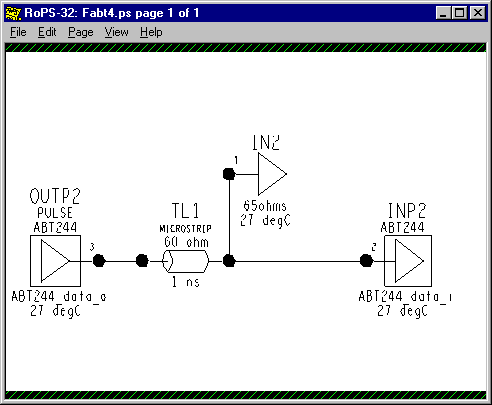 RoPS-32: Fabt4.ps page 1 of 1
File Edit Page View Help
IN2
1
65ohms
27 degC
OUTP2
PULSE
ABT244
3
ABT244_data_o
27 degC
TL1
MICROSTRIP
60 ohm
1 ns
INP2
ABT244
2
ABT244_data_i
27 degC